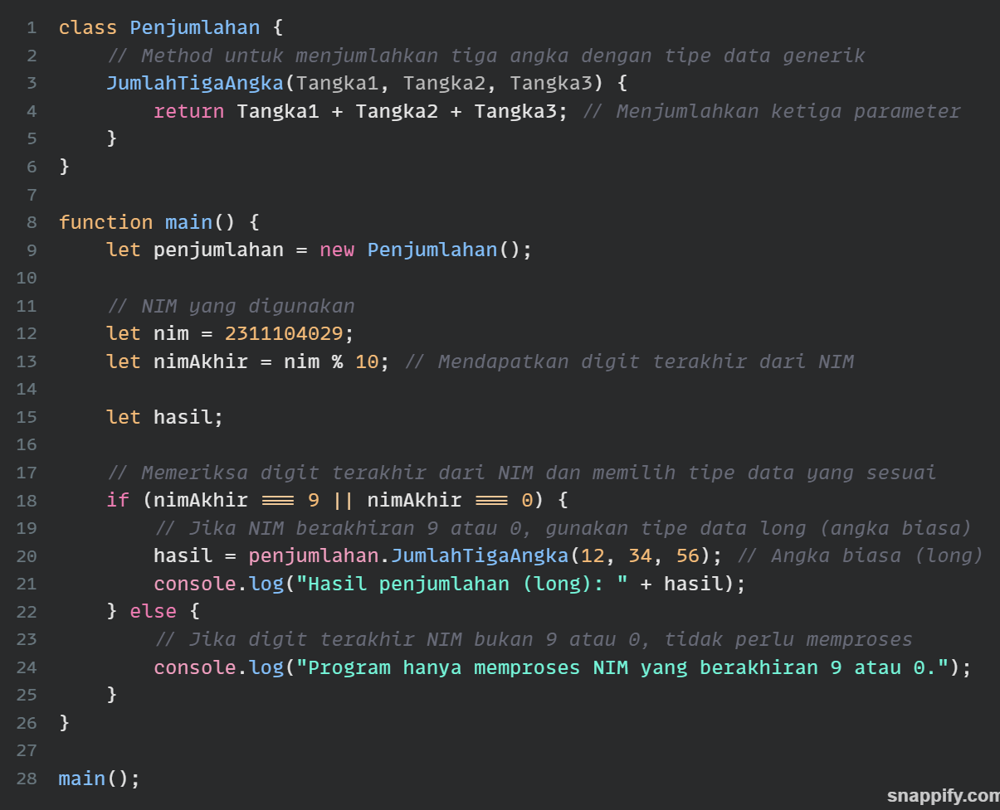 1 class Penjumlahan {
2     // Method untuk menjumlahkan tiga angka dengan tipe data generik
3     JumlahTigaAngka(Tangka1, Tangka2, Tangka3) {
4         return Tangka1 + Tangka2 + Tangka3; // Menjumlahkan ketiga parameter
5     }
6 }
7
8 function main() {
9     let penjumlahan = new Penjumlahan();
10
11     // NIM yang digunakan
12     let nim = 2311104029;
13     let nimAkhir = nim % 10; // Mendapatkan digit terakhir dari NIM
14
15     let hasil;
16
17     // Memeriksa digit terakhir dari NIM dan memilih tipe data yang sesuai
18     if (nimAkhir === 9 || nimAkhir === 0) {
19         // Jika NIM berakhiran 9 atau 0, gunakan tipe data long (angka biasa)
20         hasil = penjumlahan.JumlahTigaAngka(12, 34, 56); // Angka biasa (long)
21         console.log("Hasil penjumlahan (long): " + hasil);
22     } else {
23         // Jika digit terakhir NIM bukan 9 atau 0, tidak perlu memproses
24         console.log("Program hanya memproses NIM yang berakhiran 9 atau 0.");
25     }
26 }
27
28 main();
snappify.com